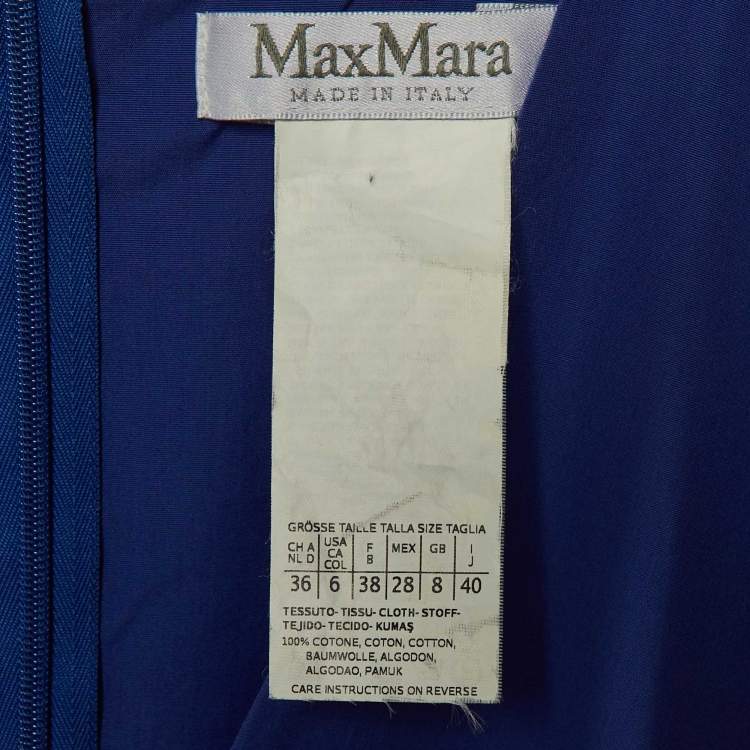 MaxMara
MADE IN ITALY
GRÖSSE TAILLE TALLA SIZE TAGLIA
CH A NL D
USA CA COL
F B
MEX
GB
I J
36 6 38 28 8 40
TESSUTO- TISSU- CLOTH- STOFF-
TEJIDO- TECIDO- KUMAŞ
100% COTONE, COTON, COTTON,
BAUMWOLLE, ALGODON,
ALGODAO, PAMUK
CARE INSTRUCTIONS ON REVERSE